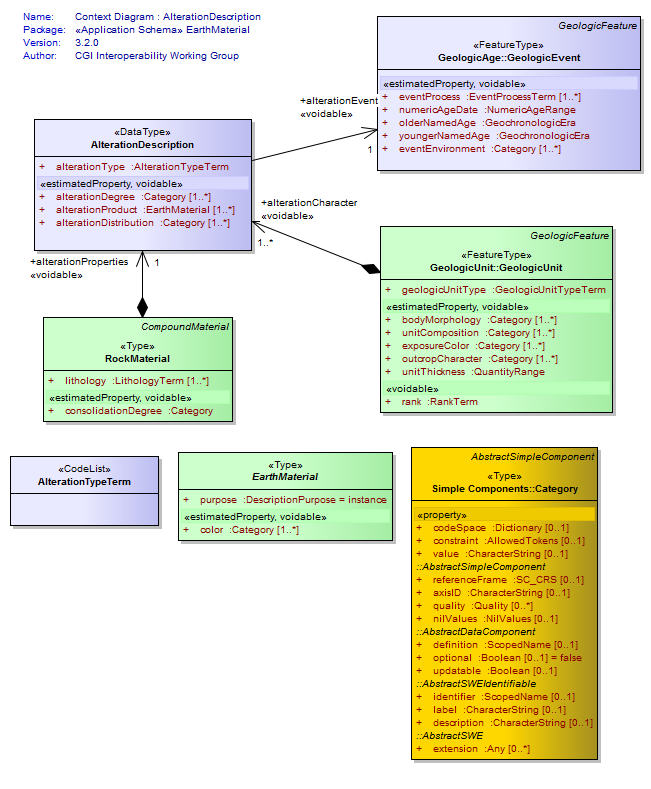 Name: Context Diagram : AlterationDescription
Package: «Application Schema» EarthMaterial
Version: 3.2.0
Author: CGI Interoperability Working Group
GeologicFeature
«FeatureType»
GeologicAge::GeologicEvent
«estimatedProperty, voidable»
+ eventProcess :EventProcessTerm [1..*]
+ numericAgeDate :NumericAgeRange
+ olderNamedAge :GeochronologicEra
+ youngerNamedAge :GeochronologicEra
+ eventEnvironment :Category [1..*]
+alterationEvent
«voidable»
1
«DataType»
AlterationDescription
+ alterationType :AlterationTypeTerm
«estimatedProperty, voidable»
+ alterationDegree :Category [1..*]
+ alterationProduct :EarthMaterial [1..*]
+ alterationDistribution :Category [1..*]
+alterationCharacter
«voidable»
1..*
GeologicFeature
«FeatureType»
GeologicUnit::GeologicUnit
+ geologicUnitType :GeologicUnitTypeTerm
«estimatedProperty, voidable»
+ bodyMorphology :Category [1..*]
+ unitComposition :Category [1..*]
+ exposureColor :Category [1..*]
+ outcropCharacter :Category [1..*]
+ unitThickness :QuantityRange
«voidable»
+ rank :RankTerm
+alterationProperties
«voidable»
1
CompoundMaterial
«Type»
RockMaterial
+ lithology :LithologyTerm [1..*]
«estimatedProperty, voidable»
+ consolidationDegree :Category
«CodeList»
AlterationTypeTerm
«Type»
EarthMaterial
+ purpose :DescriptionPurpose = instance
«estimatedProperty, voidable»
+ color :Category [1..*]
AbstractSimpleComponent
«Type»
Simple Components::Category
«property»
+ codeSpace :Dictionary [0..1]
+ constraint :AllowedTokens [0..1]
+ value :CharacterString [0..1]
::AbstractSimpleComponent
+ referenceFrame :SC_CRS [0..1]
+ axisID :CharacterString [0..1]
+ quality :Quality [0..*]
+ nilValues :NilValues [0..1]
::AbstractDataComponent
+ definition :ScopedName [0..1]
+ optional :Boolean [0..1] = false
+ updatable :Boolean [0..1]
::AbstractSWEIdentifiable
+ identifier :ScopedName [0..1]
+ label :CharacterString [0..1]
+ description :CharacterString [0..1]
::AbstractSWE
+ extension :Any [0..*]